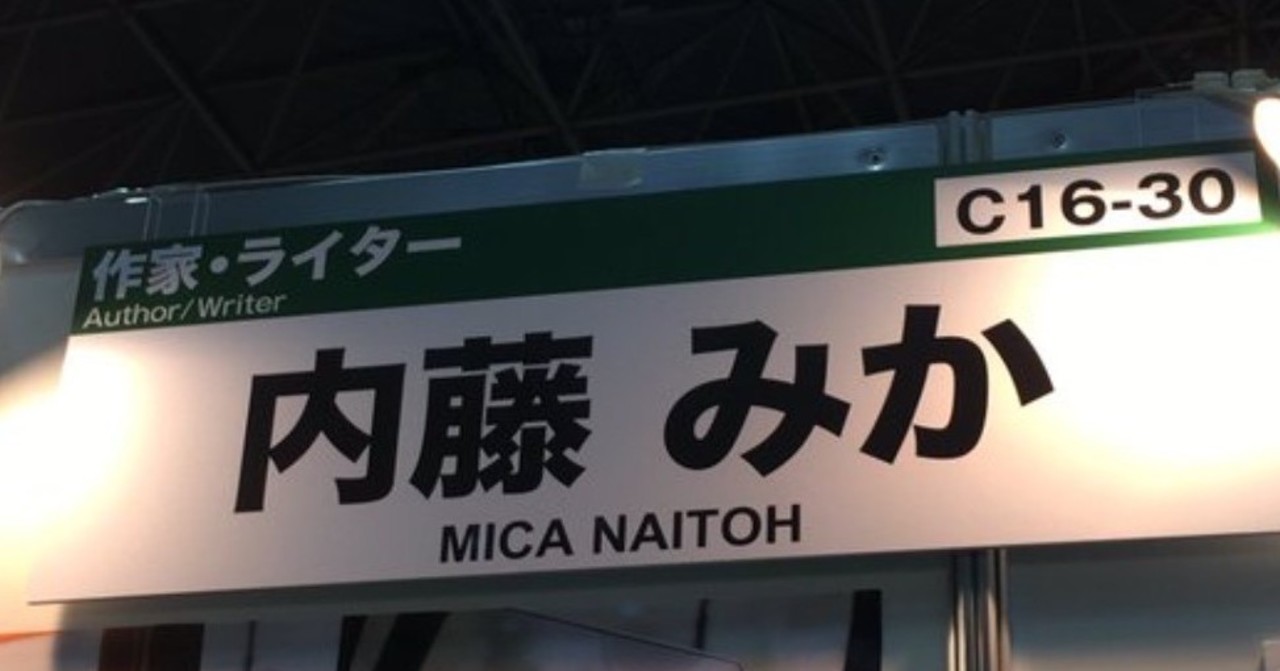 作家・ライター
Author/Writer
C16-30
内藤 みか
MICA NAITOH